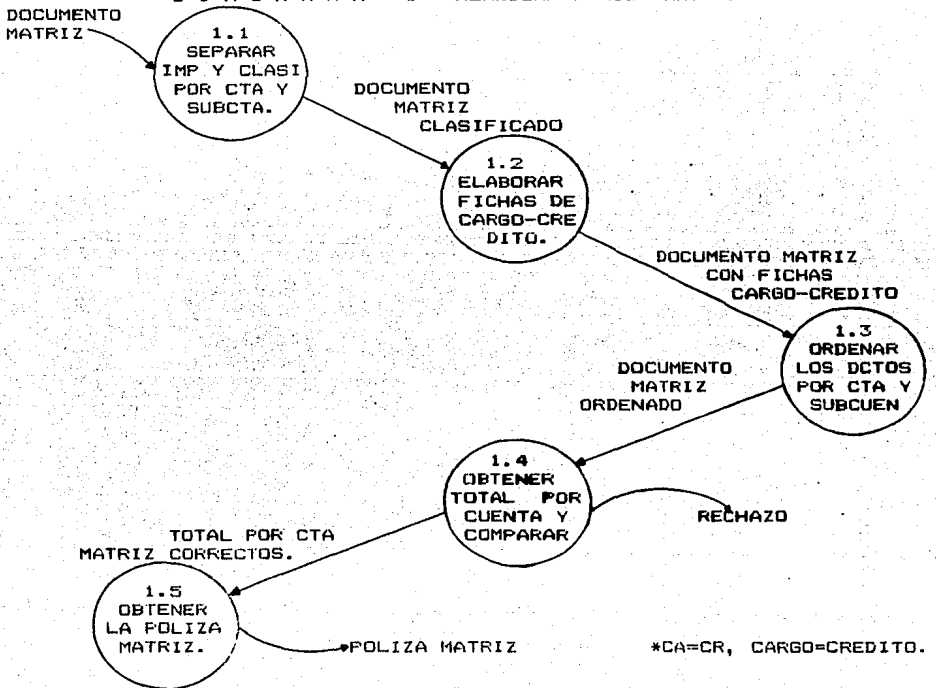 DOCUMENTO
MATRIZ
1.1
SEPARAR
IMP Y CLASI
POR CTA Y
SUBCTA.
DOCUMENTO
MATRIZ
CLASIFICADO
1.2
ELABORAR
FICHAS DE
CARGO-CRE
DITO.
DOCUMENTO MATRIZ
CON FICHAS
CARGO-CREDITO
1.3
ORDENAR
LOS DCTOS
POR CTA Y
SUBCUEN
DOCUMENTO
MATRIZ
ORDENADO
1.4
OBTENER
TOTAL POR
CUENTA Y
COMPARAR
RECHAZO
TOTAL POR CTA
MATRIZ CORRECTOS.
1.5
OBTENER
LA POLIZA
MATRIZ.
POLIZA MATRIZ
*CA=CR, CARGO=CREDITO.